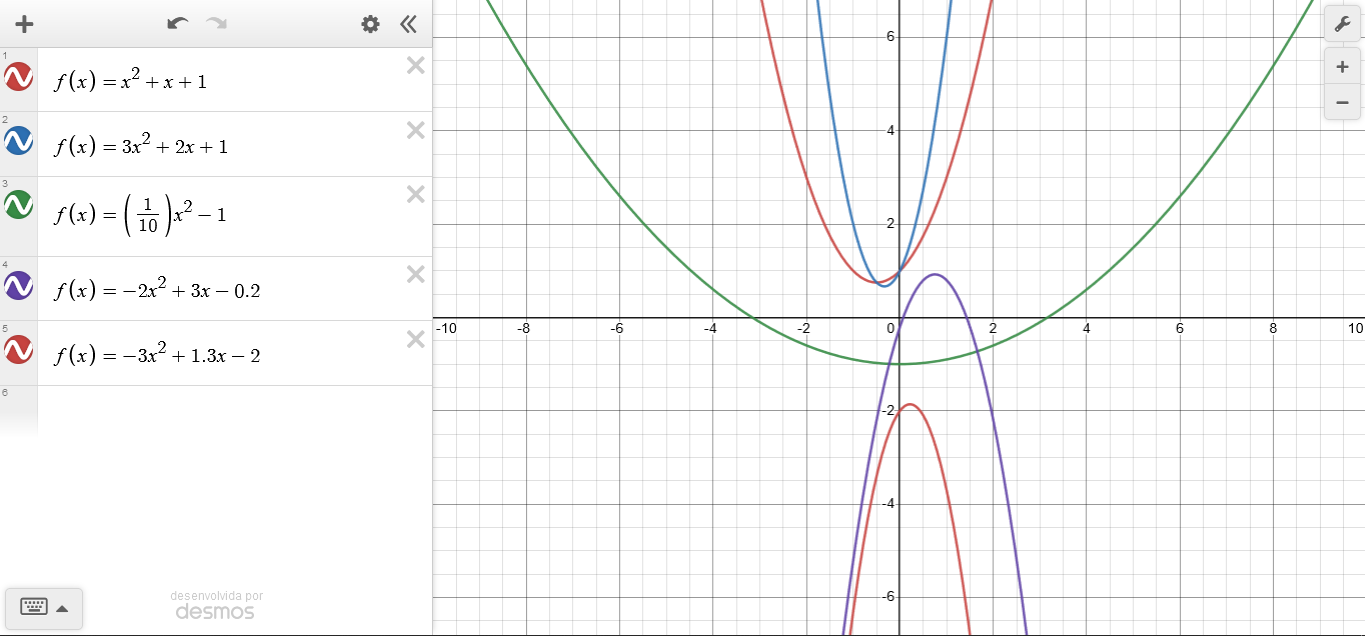 1
f(x) = x² + x + 1
2
f(x) = 3x² + 2x + 1
3
f(x) = (1/10)x² − 1
4
f(x) = −2x² + 3x − 0.2
5
f(x) = −3x² + 1.3x − 2
6
desenvolvida por
desmos
6
4
2
-10 -8 -6 -4 -2 0 2 4 6 8 10
-2
-4
-6